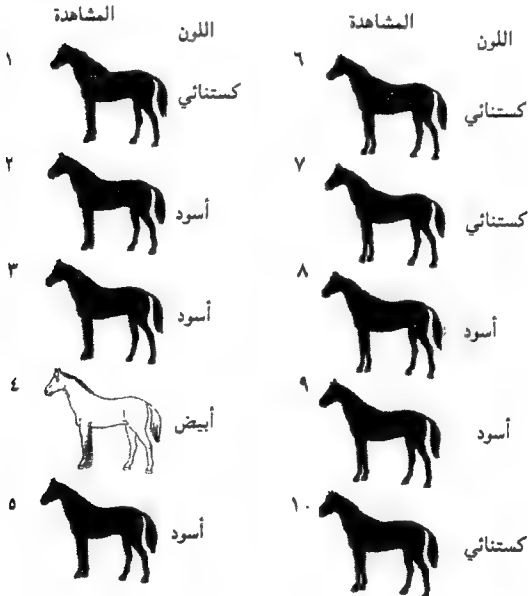 المشاهدة اللون
١ كستنائي
٢ أسود
٣ أسود
٤ أبيض
٥ أسود
المشاهدة اللون
٦ كستنائي
٧ كستنائي
٨ أسود
٩ أسود
١٠ كستنائي